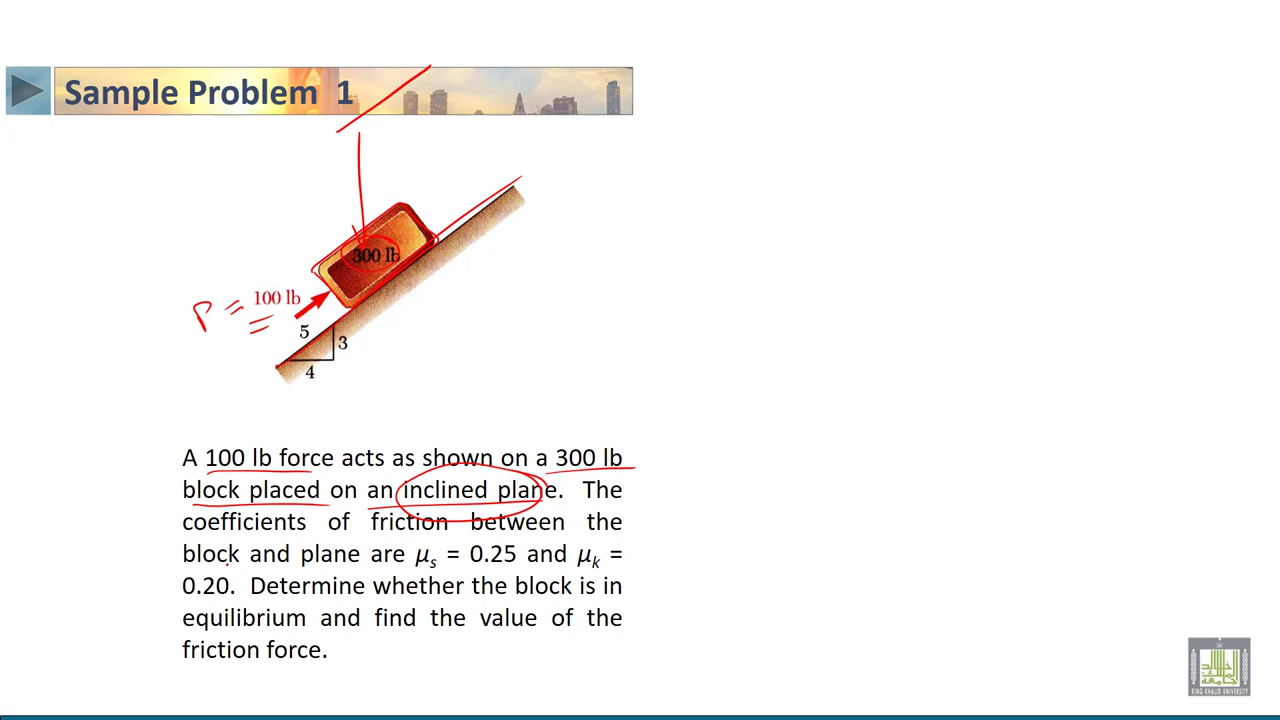 Sample Problem 1
300 lb
P = 100 lb
5
3
4
A 100 lb force acts as shown on a 300 lb
block placed on an inclined plane. The
coefficients of friction between the
block and plane are μs = 0.25 and μk =
0.20. Determine whether the block is in
equilibrium and find the value of the
friction force.
KING KHALID UNIVERSITY